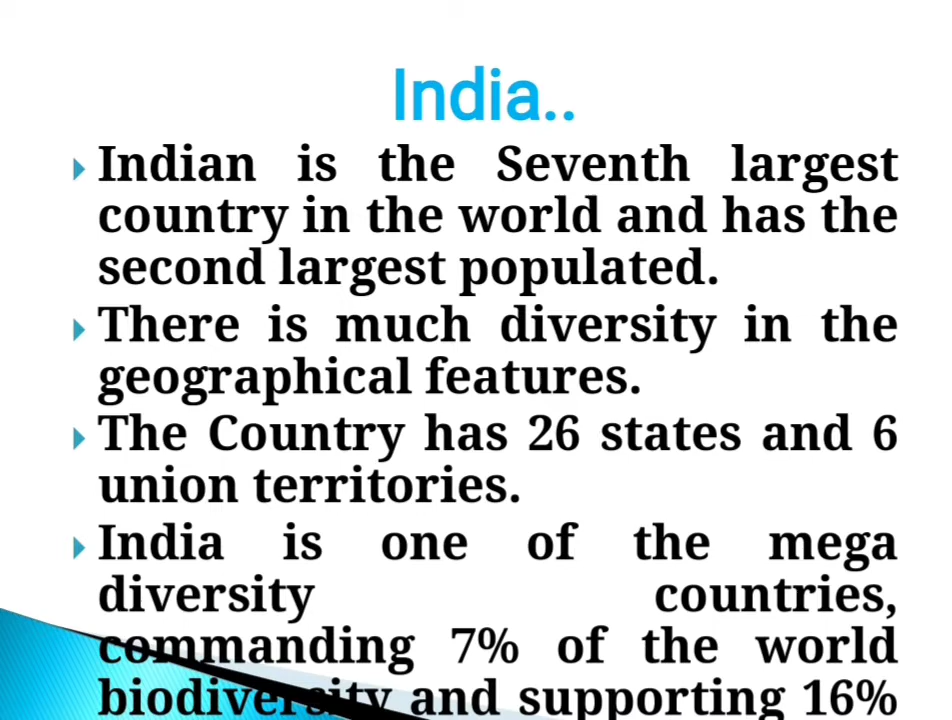 India..
Indian is the Seventh largest
country in the world and has the
second largest populated.
There is much diversity in the
geographical features.
The Country has 26 states and 6
union territories.
India is one of the mega
diversity countries,
commanding 7% of the world
biodiversity and supporting 16%